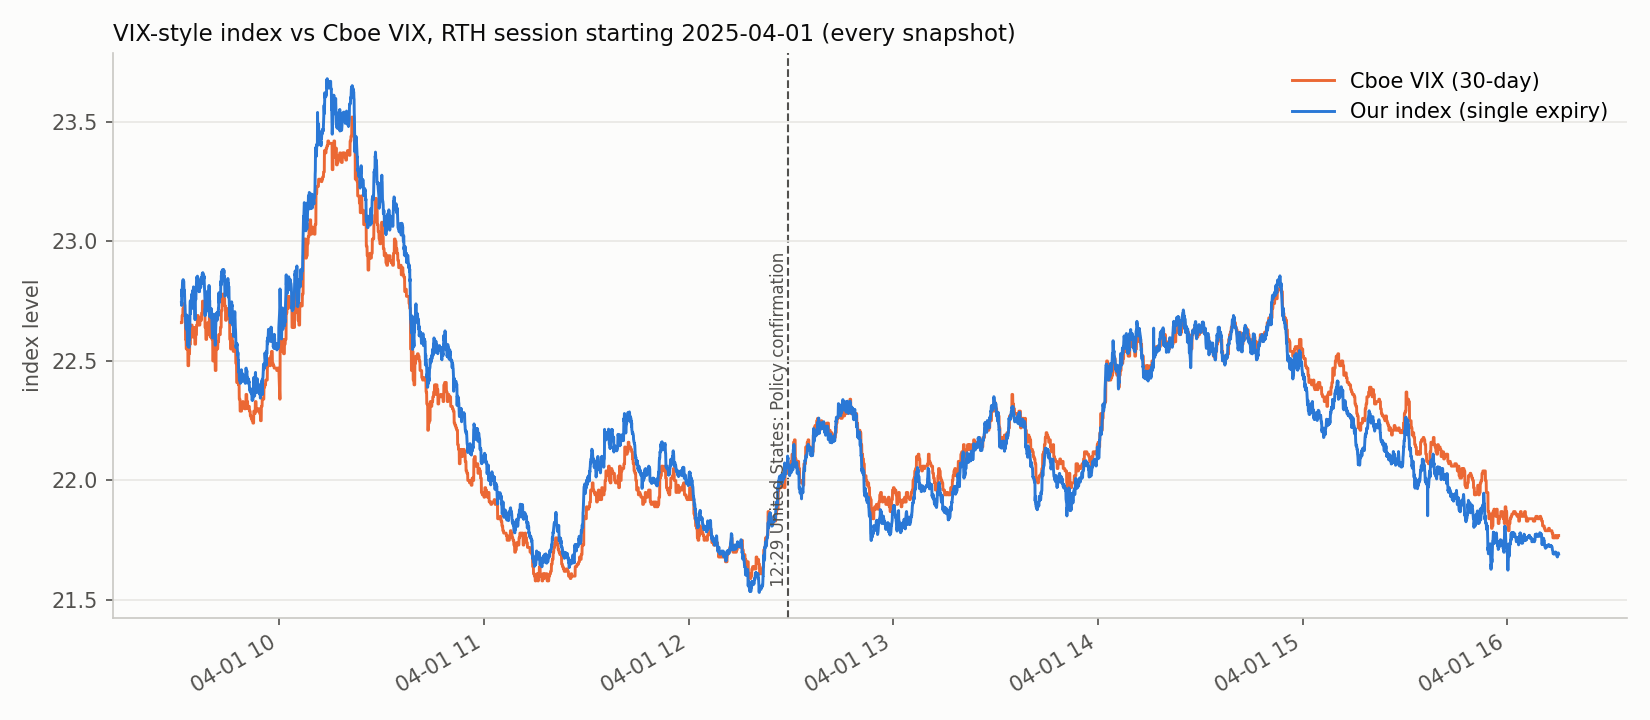 VIX-style index vs Cboe VIX, RTH session starting 2025-04-01 (every snapshot)
Cboe VIX (30-day)
Our index (single expiry)
index level
23.5
23.0
22.5
22.0
21.5
12:29 United States: Policy confirmation
04-01 10
04-01 11
04-01 12
04-01 13
04-01 14
04-01 15
04-01 16